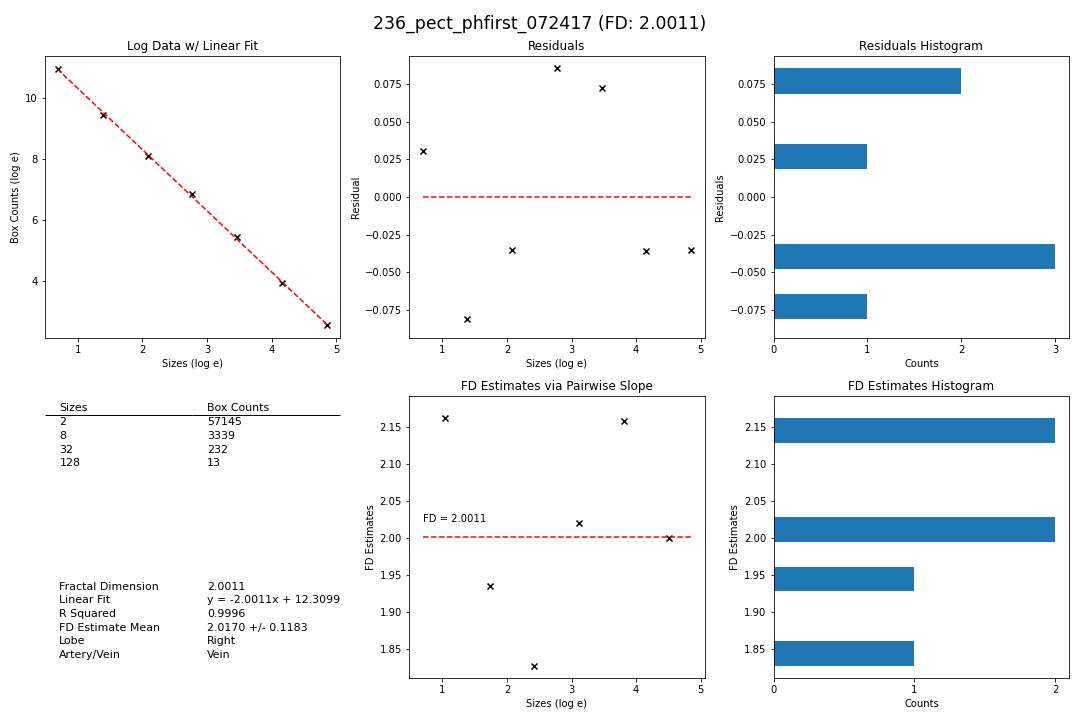 236_pect_phfirst_072417 (FD: 2.0011)
Log Data w/ Linear Fit
Box Counts (log e)
10
8
6
4
1 2 3 4 5
Sizes (log e)
Residuals
Residual
0.075
0.050
0.025
0.000
−0.025
−0.050
−0.075
1 2 3 4 5
Sizes (log e)
Residuals Histogram
Residuals
0.075
0.050
0.025
0.000
−0.025
−0.050
−0.075
0 1 2 3
Counts
Sizes Box Counts
2 57145
8 3339
32 232
128 13
Fractal Dimension 2.0011
Linear Fit y = -2.0011x + 12.3099
R Squared 0.9996
FD Estimate Mean 2.0170 +/- 0.1183
Lobe Right
Artery/Vein Vein
FD Estimates via Pairwise Slope
FD Estimates
2.15
2.10
2.05
2.00
1.95
1.90
1.85
FD = 2.0011
1 2 3 4 5
Sizes (log e)
FD Estimates Histogram
FD Estimates
2.15
2.10
2.05
2.00
1.95
1.90
1.85
0 1 2
Counts